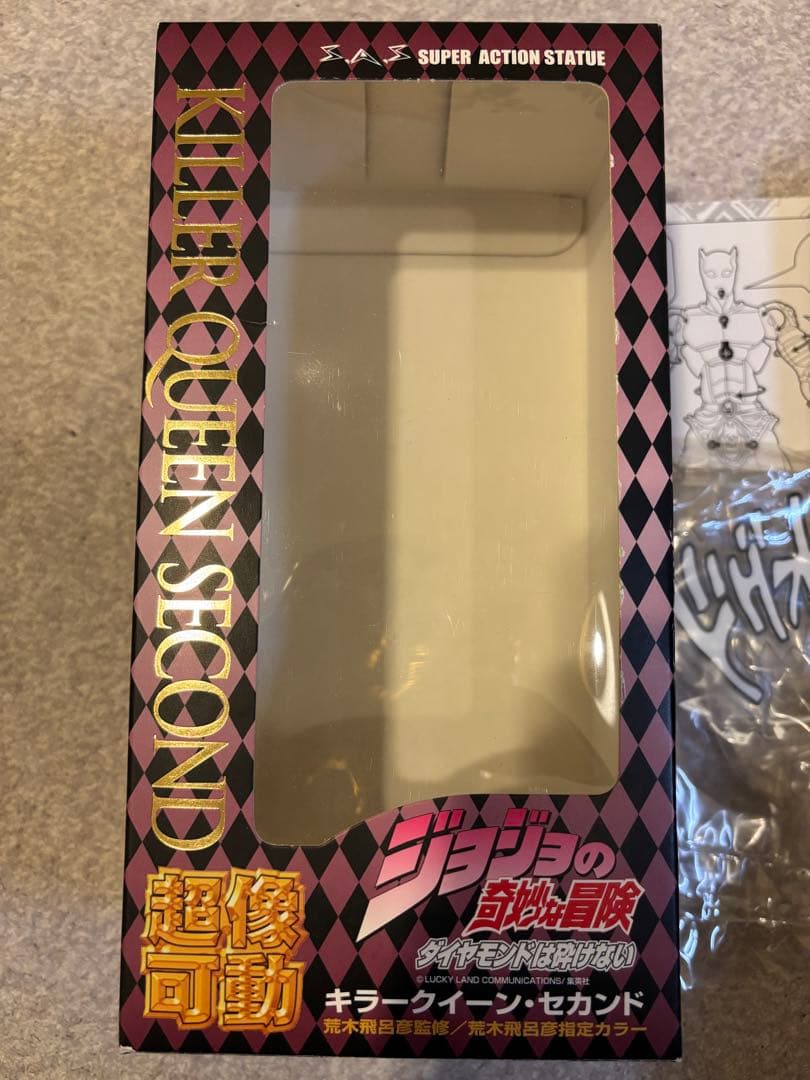 S.A.S SUPER ACTION STATUE
KILLER QUEEN SECOND
超像
可動
ジョジョの
奇妙な冒険
ダイヤモンドは砕けない
© LUCKY LAND COMMUNICATIONS/集英社
キラークイーン・セカンド
荒木飛呂彦監修/荒木飛呂彦指定カラー